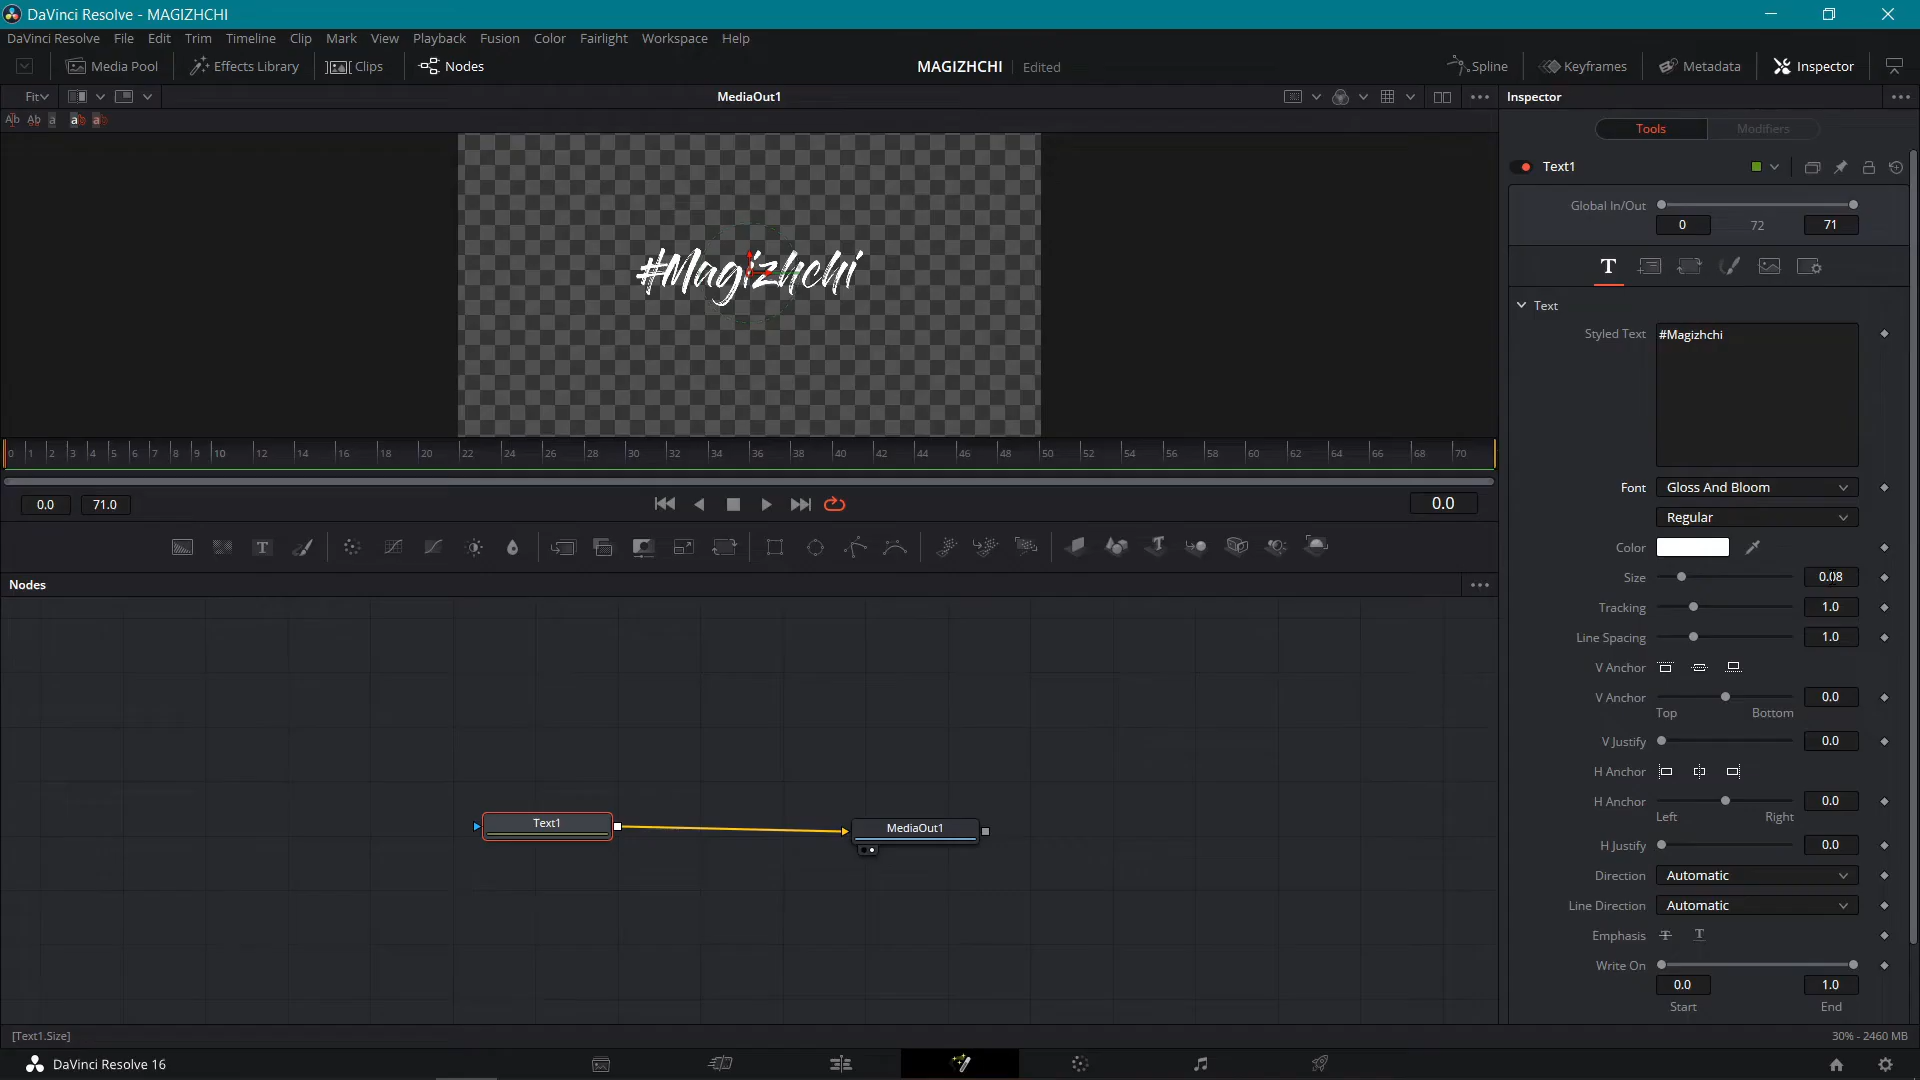 DaVinci Resolve - MAGIZHCHI
DaVinci Resolve File Edit Trim Timeline Clip Mark View Playback Fusion Color Fairlight Workspace Help
Media Pool Effects Library Clips Nodes MAGIZHCHI Edited Spline Keyframes Metadata Inspector
Fit MediaOut1 Inspector
Tools Modifiers
Text1
Global In/Out
0 72 71
#Magizhchi
Text
Styled Text #Magizhchi
0 1 2 3 4 5 6 7 8 9 10 12 14 16 18 20 22 24 26 28 30 32 34 36 38 40 42 44 46 48 50 52 54 56 58 60 62 64 66 68 70
0.0 71.0 0.0
Font Gloss And Bloom
Regular
Color
Size 0.08
Tracking 1.0
Line Spacing 1.0
V Anchor
V Anchor 0.0
Top Bottom
V Justify 0.0
H Anchor
H Anchor 0.0
Left Right
H Justify 0.0
Direction Automatic
Line Direction Automatic
Emphasis
Write On
0.0 1.0
Start End
Nodes
Text1 MediaOut1
[Text1.Size] 30% - 2460 MB
DaVinci Resolve 16